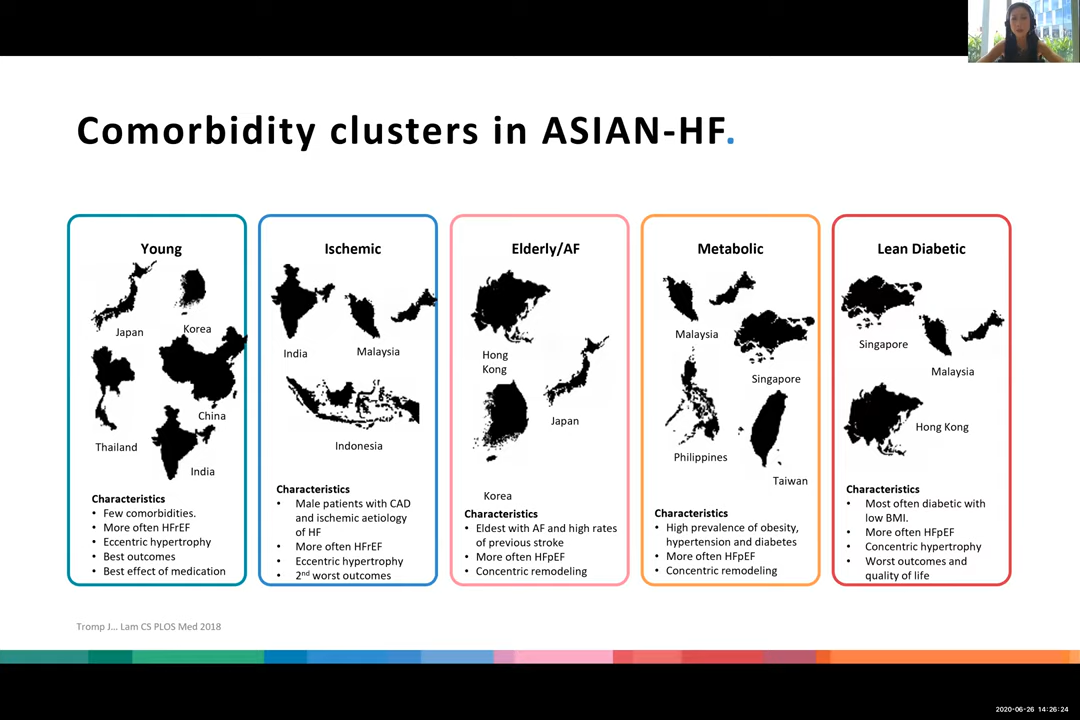 Comorbidity clusters in ASIAN-HF.
Young
Japan
Korea
China
Thailand
India
Characteristics
• Few comorbidities.
• More often HFrEF
• Eccentric hypertrophy
• Best outcomes
• Best effect of medication
Ischemic
India
Malaysia
Indonesia
Characteristics
• Male patients with CAD
and ischemic aetiology
of HF
• More often HFrEF
• Eccentric hypertrophy
• 2nd worst outcomes
Elderly/AF
Hong
Kong
Japan
Korea
Characteristics
• Eldest with AF and high rates
of previous stroke
• More often HFpEF
• Concentric remodeling
Metabolic
Malaysia
Singapore
Philippines
Taiwan
Characteristics
• High prevalence of obesity,
hypertension and diabetes
• More often HFpEF
• Concentric remodeling
Lean Diabetic
Singapore
Malaysia
Hong Kong
Characteristics
• Most often diabetic with
low BMI.
• More often HFpEF
• Concentric hypertrophy
• Worst outcomes and
quality of life
Tromp J... Lam CS PLOS Med 2018
2020-06-26 14:26:24